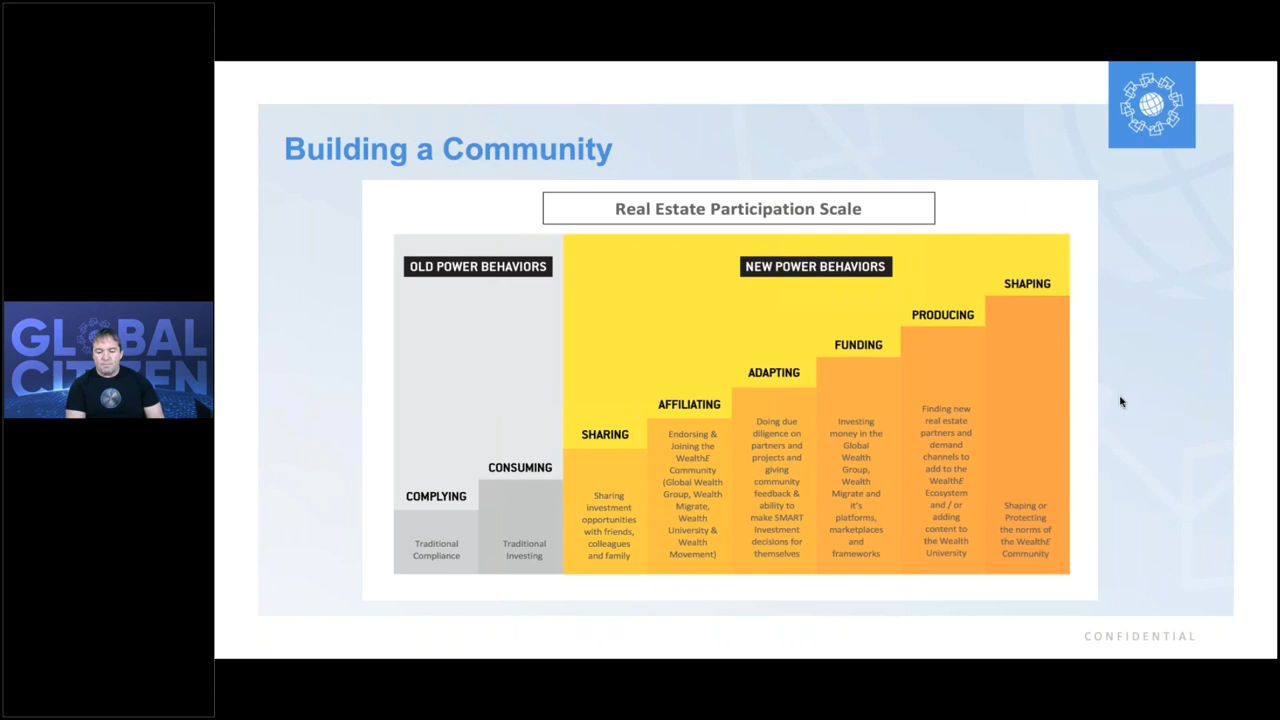 Building a Community
Real Estate Participation Scale
OLD POWER BEHAVIORS
NEW POWER BEHAVIORS
COMPLYING
Traditional
Compliance
CONSUMING
Traditional
Investing
SHARING
Sharing
investment
opportunities
with friends,
colleagues
and family
AFFILIATING
Endorsing &
Joining the
WealthE
Community
(Global Wealth
Group, Wealth
Migrate,
Wealth
University &
Wealth
Movement)
ADAPTING
Doing due
diligence on
partners and
projects and
giving
community
feedback &
ability to
make SMART
Investment
decisions for
themselves
FUNDING
Investing
money in the
Global
Wealth
Group,
Wealth
Migrate and
it's
platforms,
marketplaces
and
frameworks
PRODUCING
Finding new
real estate
partners and
demand
channels to
add to the
WealthE
Ecosystem
and / or
adding
content to
the Wealth
University
SHAPING
Shaping or
Protecting
the norms of
the WealthE
Community
CONFIDENTIAL
GLOBAL
CITIZEN